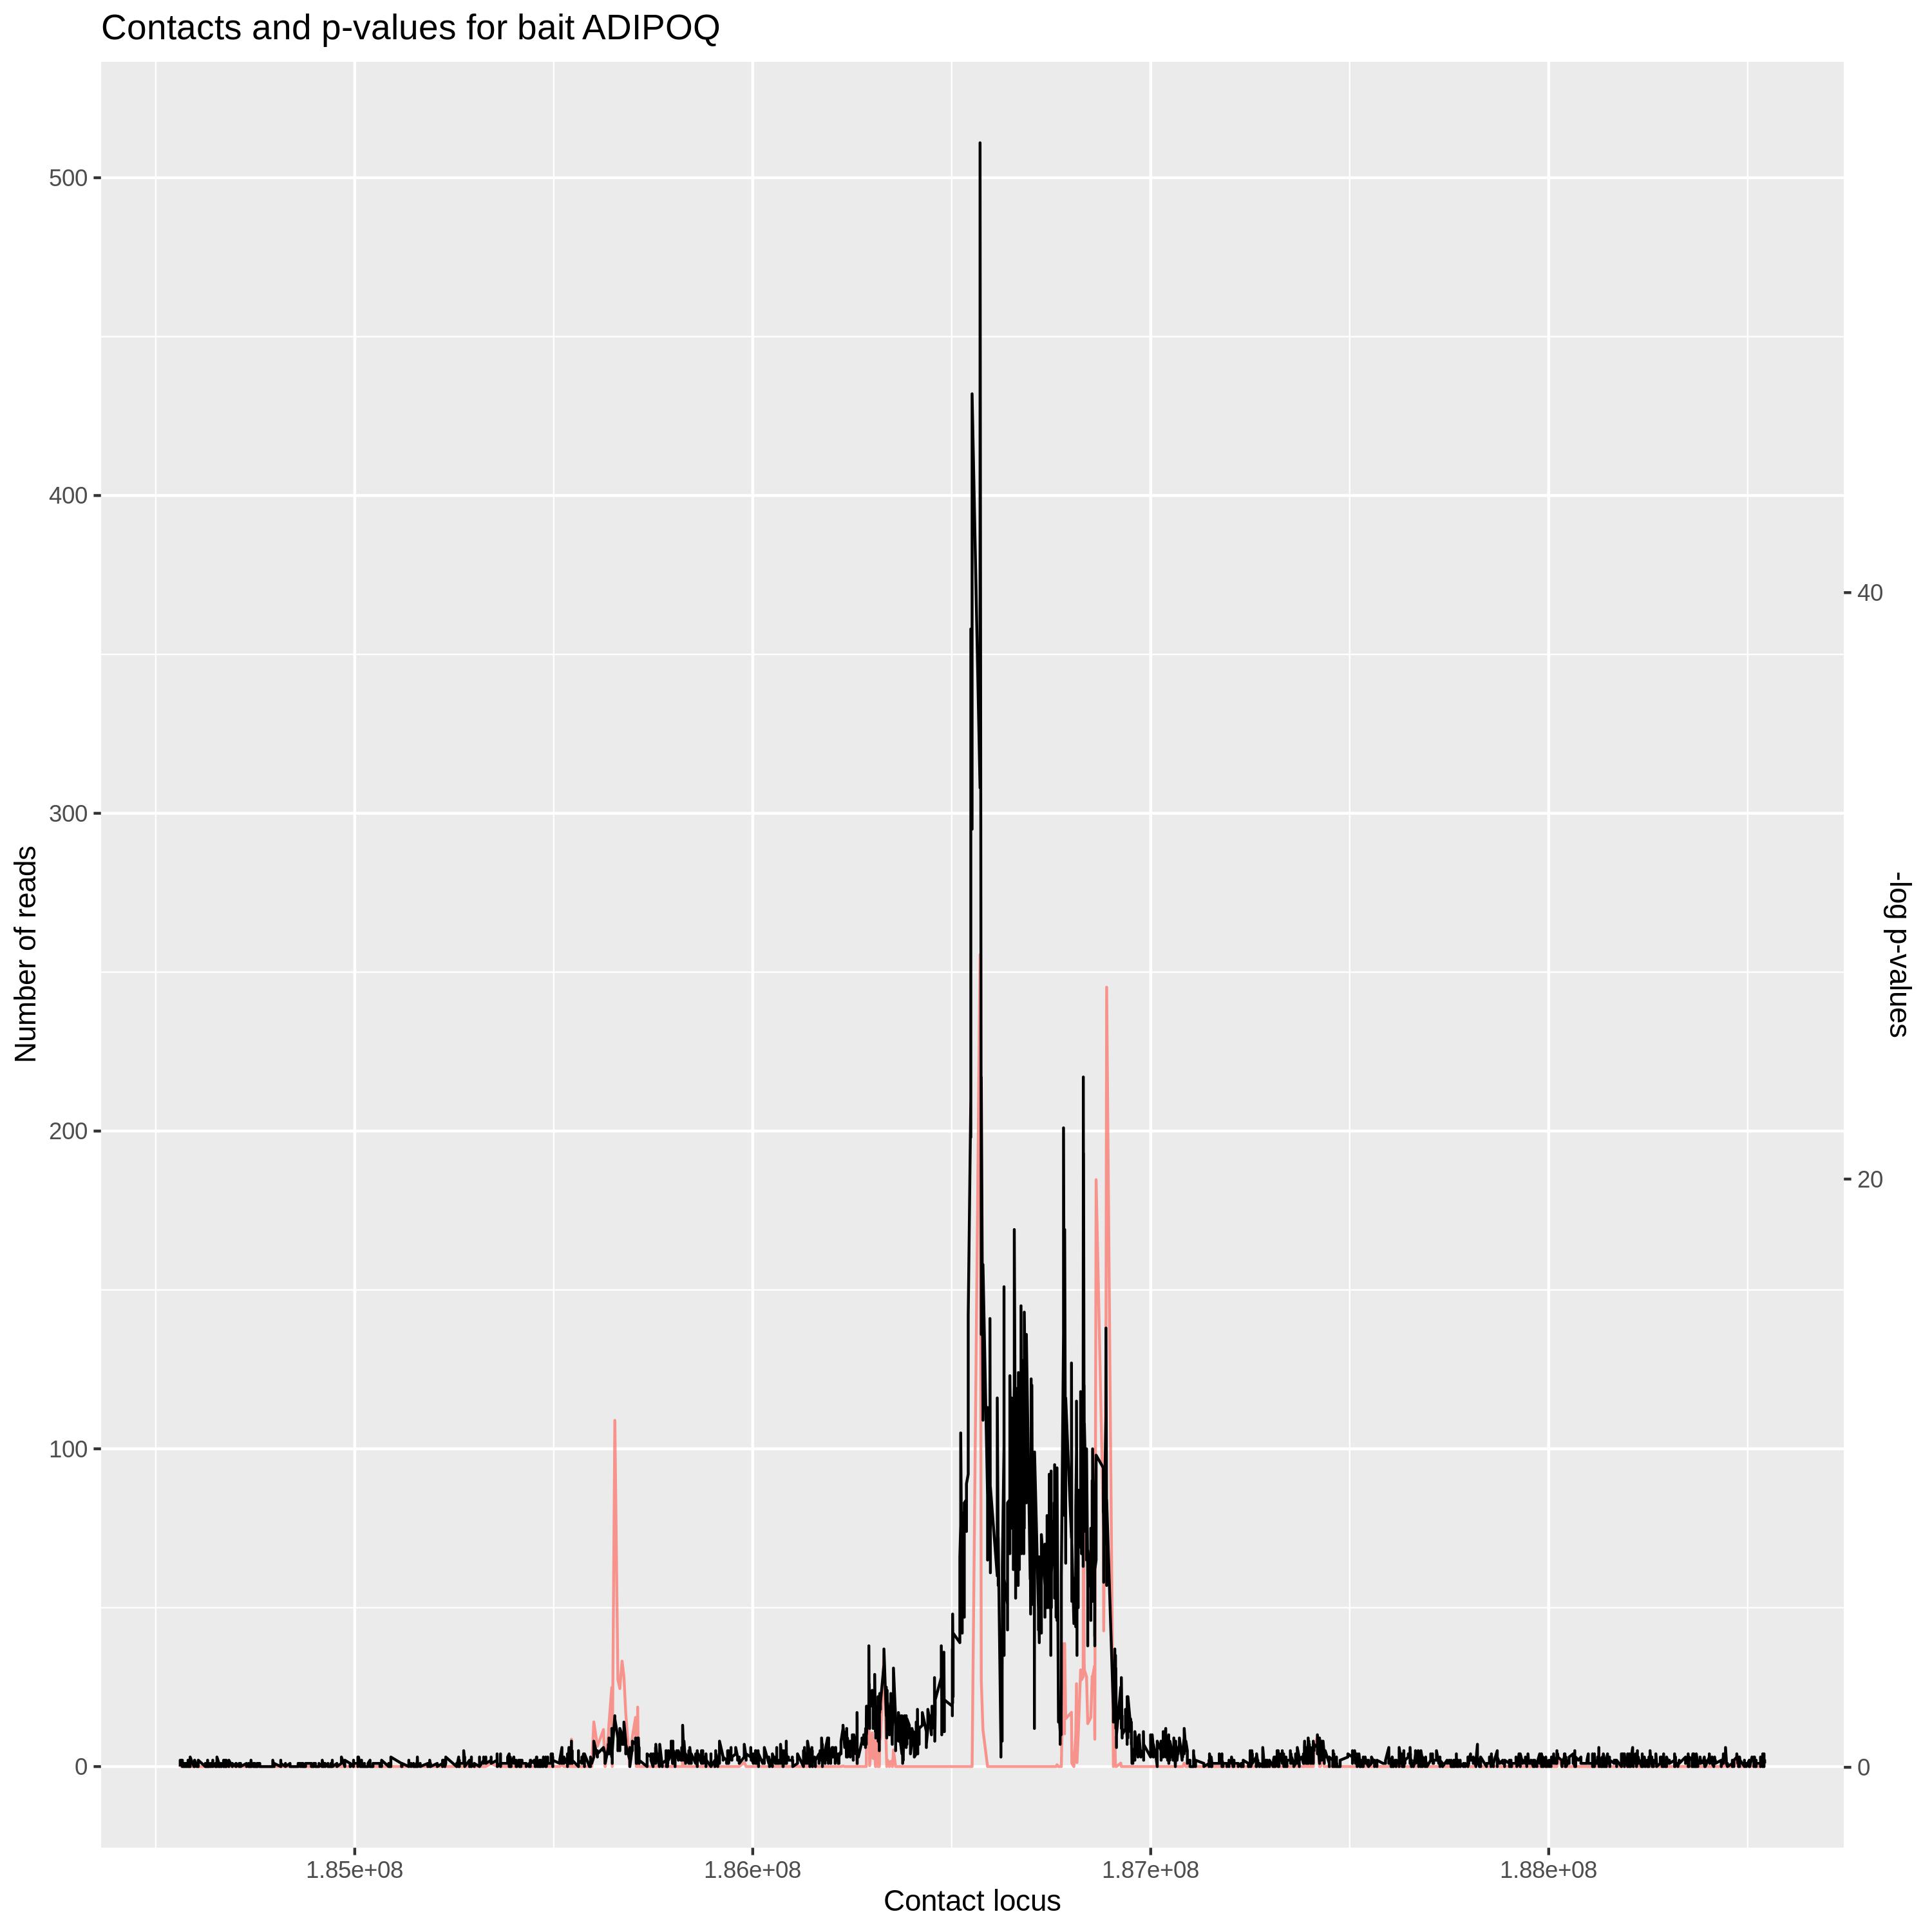 Contacts and p-values for bait ADIPOQ
500
400
300
200
100
0
Number of reads
40
20
0
-log p-values
1.85e+08
1.86e+08
1.87e+08
1.88e+08
Contact locus